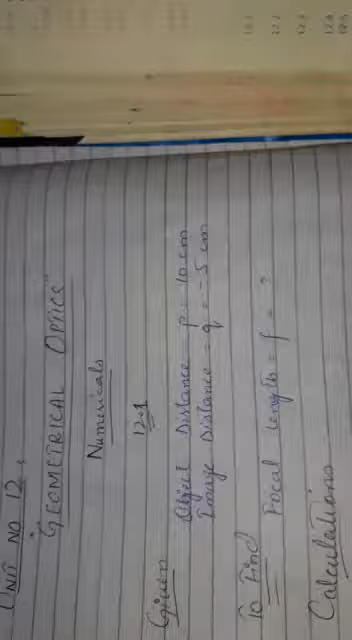 UNIT NO 12:
GEOMETRICAL OPTICS
Numericals
12.1
Given
Object Distance = p = 10 cm
Image Distance = q = -5 cm
To Find
Focal length = f = ?
Calculations